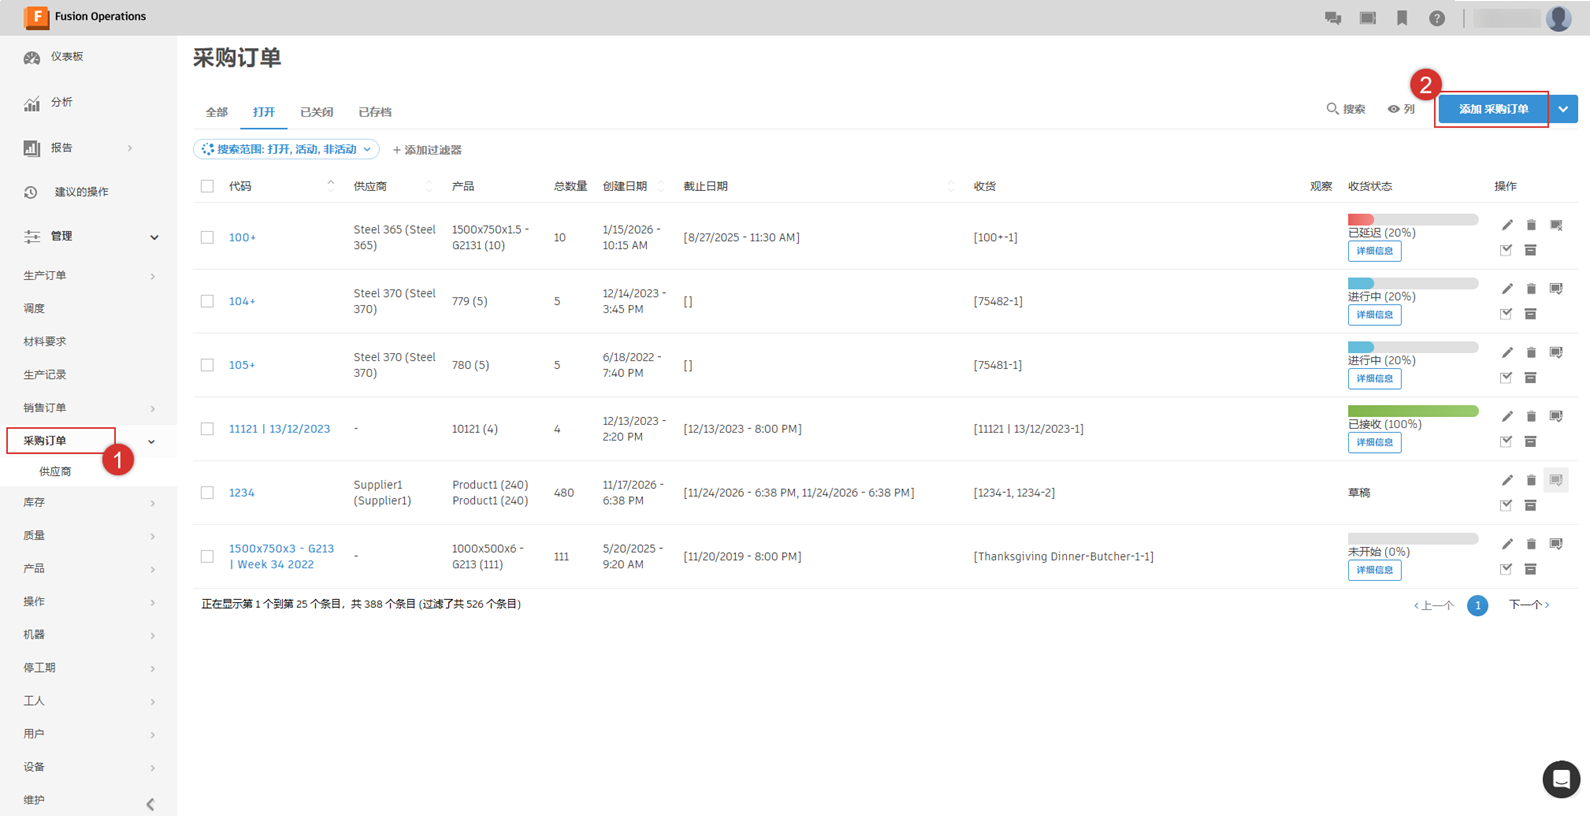 F Fusion Operations
仪表板
分析
报告
建议的操作
管理
生产订单
调度
材料要求
生产记录
销售订单
采购订单
1
供应商
库存
质量
产品
操作
机器
停工期
工人
用户
设备
维护
采购订单
全部 打开 已关闭 已存档
搜索 列
2
添加 采购订单
搜索范围: 打开, 活动, 非活动
+ 添加过滤器
代码 供应商 产品 总数量 创建日期 截止日期 收货 观察 收货状态 操作
100+
Steel 365 (Steel
365)
1500x750x1.5 -
G2131 (10)
10
1/15/2026 -
10:15 AM
[8/27/2025 - 11:30 AM]
[100+-1]
已延迟 (20%)
详细信息
104+
Steel 370 (Steel
370)
779 (5)
5
12/14/2023 -
3:45 PM
[]
[75482-1]
进行中 (20%)
详细信息
105+
Steel 370 (Steel
370)
780 (5)
5
6/18/2022 -
7:40 PM
[]
[75481-1]
进行中 (20%)
详细信息
11121 | 13/12/2023
-
10121 (4)
4
12/13/2023 -
2:20 PM
[12/13/2023 - 8:00 PM]
[11121 | 13/12/2023-1]
已接收 (100%)
详细信息
1234
Supplier1
(Supplier1)
Product1 (240)
Product1 (240)
480
11/17/2026 -
6:38 PM
[11/24/2026 - 6:38 PM, 11/24/2026 - 6:38 PM]
[1234-1, 1234-2]
草稿
1500x750x3 - G213
| Week 34 2022
-
1000x500x6 -
G213 (111)
111
5/20/2025 -
9:20 AM
[11/20/2019 - 8:00 PM]
[Thanksgiving Dinner-Butcher-1-1]
未开始 (0%)
详细信息
正在显示第 1 个到第 25 个条目，共 388 个条目 (过滤了共 526 个条目)
上一个 1 下一个